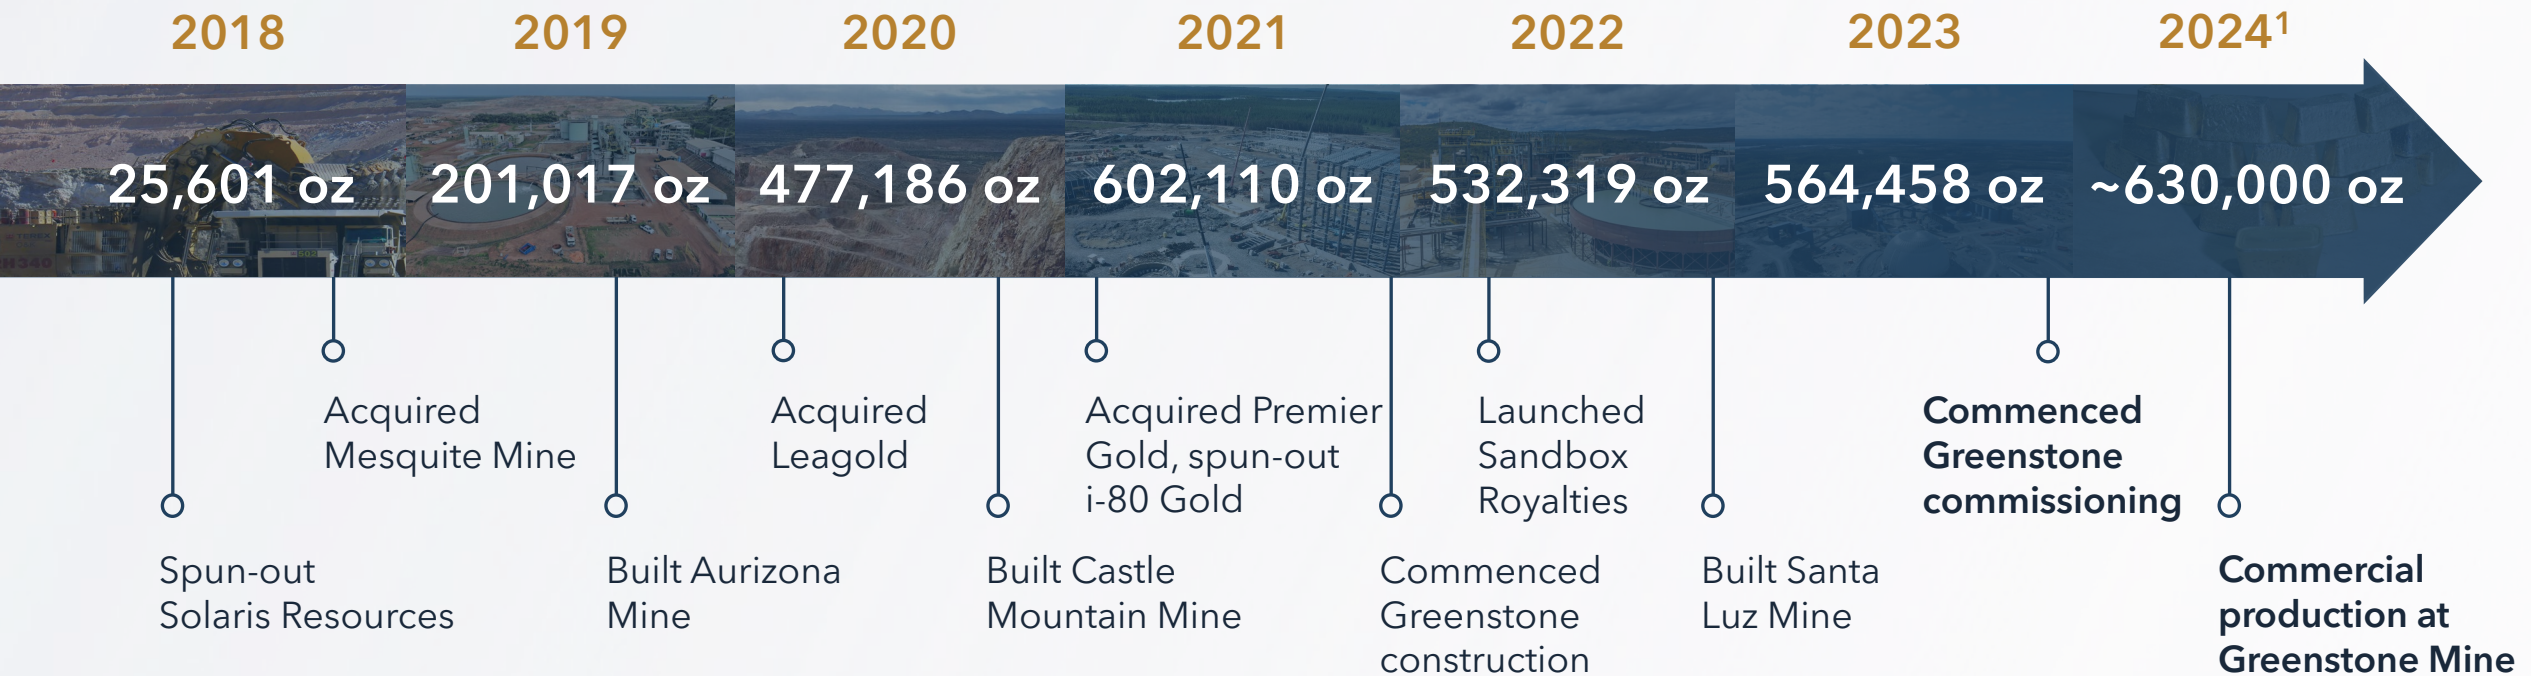 2018
2019
2020
2021
2022
2023
2024¹
25,601 oz
201,017 oz
477,186 oz
602,110 oz
532,319 oz
564,458 oz
~630,000 oz
Acquired
Mesquite Mine
Acquired
Leagold
Acquired Premier
Gold, spun-out
i-80 Gold
Launched
Sandbox
Royalties
Commenced
Greenstone
commissioning
Spun-out
Solaris Resources
Built Aurizona
Mine
Built Castle
Mountain Mine
Commenced
Greenstone
construction
Built Santa
Luz Mine
Commercial
production at
Greenstone Mine